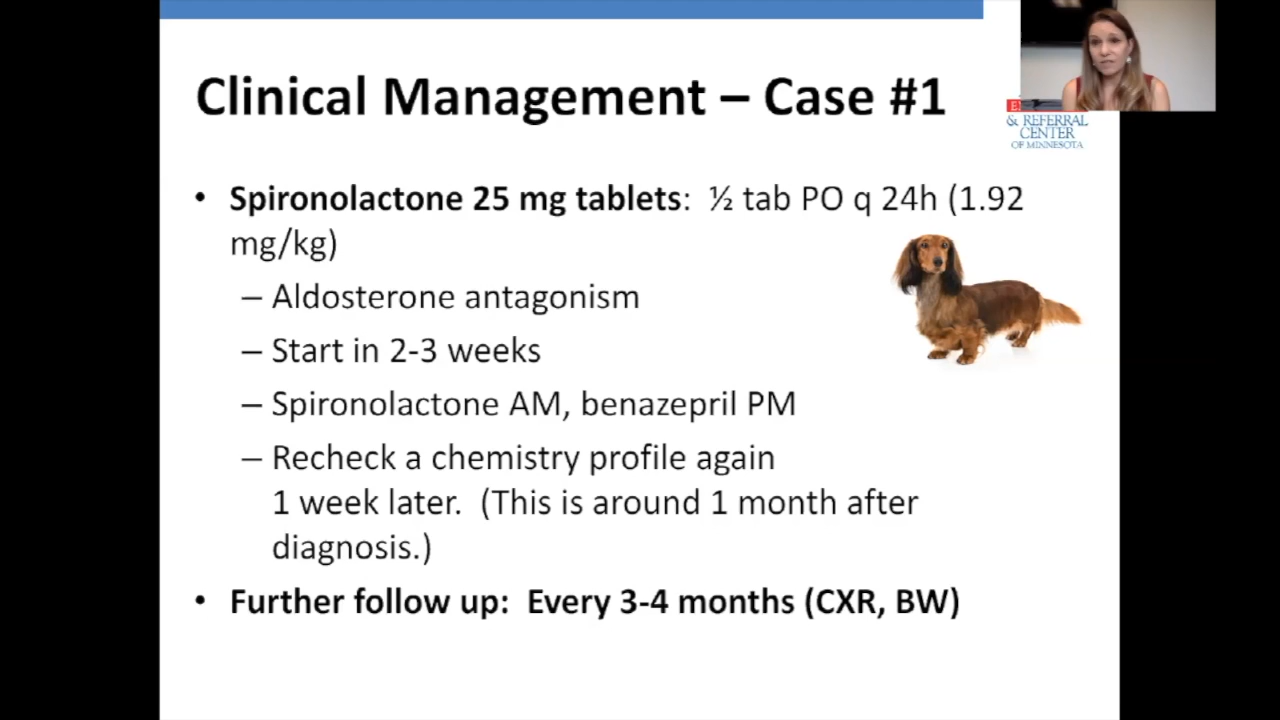 Clinical Management – Case #1
& REFERRAL
CENTER
OF MINNESOTA
• Spironolactone 25 mg tablets: ½ tab PO q 24h (1.92
mg/kg)
– Aldosterone antagonism
– Start in 2-3 weeks
– Spironolactone AM, benazepril PM
– Recheck a chemistry profile again
1 week later. (This is around 1 month after
diagnosis.)
• Further follow up: Every 3-4 months (CXR, BW)